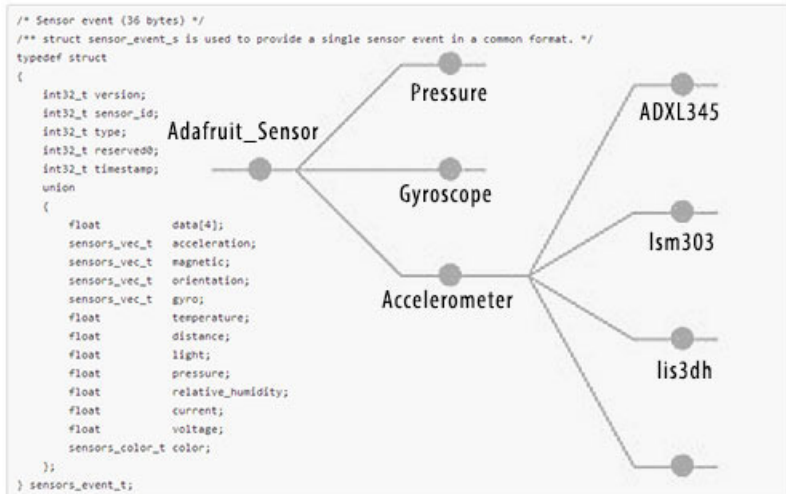 /* Sensor event (36 bytes) */
/** struct sensor_event_s is used to provide a single sensor event in a common format. */
typedef struct
{
    int32_t version;
    int32_t sensor_id;
    int32_t type;
    int32_t reserved0;
    int32_t timestamp;
    union
    {
        float           data[4];
        sensors_vec_t   acceleration;
        sensors_vec_t   magnetic;
        sensors_vec_t   orientation;
        sensors_vec_t   gyro;
        float           temperature;
        float           distance;
        float           light;
        float           pressure;
        float           relative_humidity;
        float           current;
        float           voltage;
        sensors_color_t color;
    };
} sensors_event_t;
Adafruit_Sensor
Pressure
Gyroscope
Accelerometer
ADXL345
lsm303
lis3dh